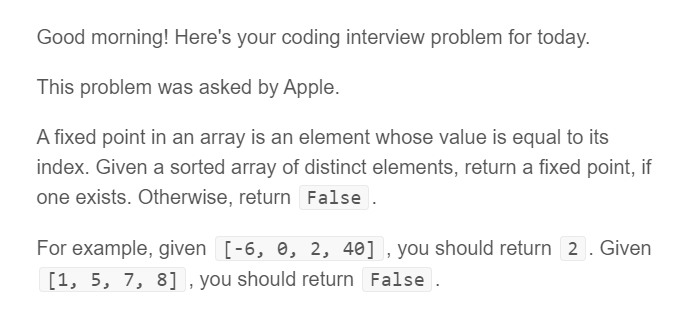 Good morning! Here's your coding interview problem for today.
This problem was asked by Apple.
A fixed point in an array is an element whose value is equal to its
index. Given a sorted array of distinct elements, return a fixed point, if
one exists. Otherwise, return False.
For example, given [-6, 0, 2, 40], you should return 2. Given
[1, 5, 7, 8], you should return False.